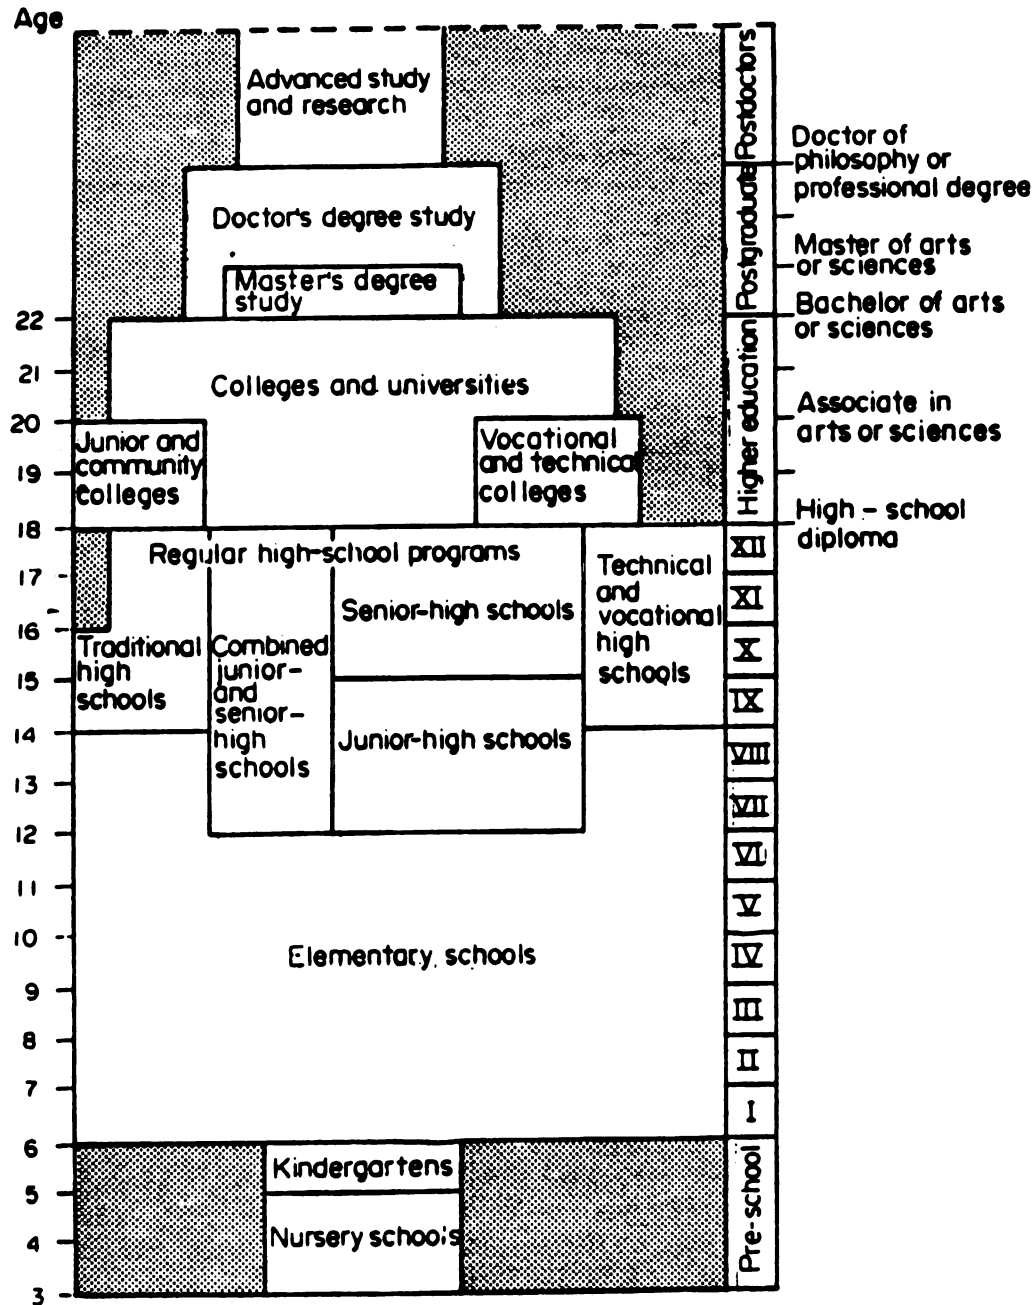 Age
Advanced study
and research
Doctor's degree study
Master's degree
study
22
21
20
19
18
17
16
15
14
13
12
11
10
9
8
7
6
5
4
3
Colleges and universities
Junior and
community
colleges
Vocational
and technical
colleges
Regular high-school programs
Traditional
high
schools
Combined
junior-
and
senior-
high
schools
Senior-high schools
Junior-high schools
Technical
and
vocational
high
schools
Elementary schools
Kindergartens
Nursery schools
Postdoctors
Postgraduate
Higher education
XII
XI
X
IX
VIII
VII
VI
V
IV
III
II
I
Pre-school
Doctor of
philosophy or
professional degree
Master of arts
or sciences
Bachelor of arts
or sciences
Associate in
arts or sciences
High-school
diploma